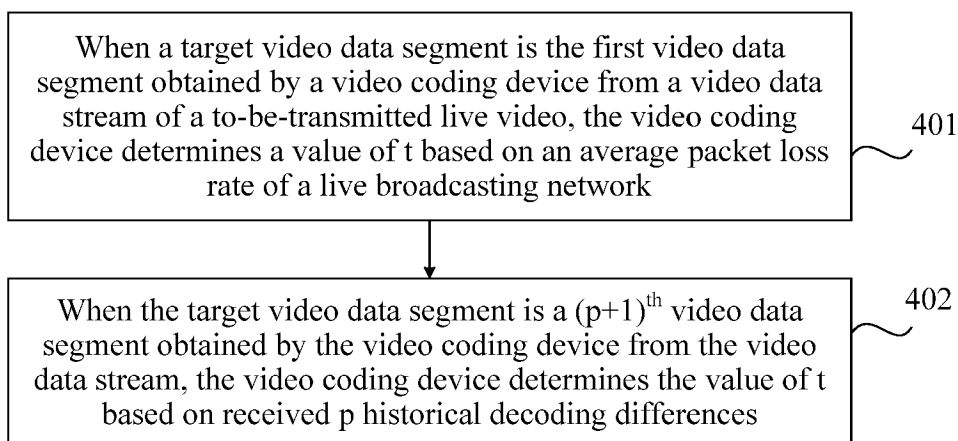 When a target video data segment is the first video data
segment obtained by a video coding device from a video data
stream of a to-be-transmitted live video, the video coding
device determines a value of t based on an average packet loss
rate of a live broadcasting network
401
When the target video data segment is a (p+1)th video data
segment obtained by the video coding device from the video
data stream, the video coding device determines the value of t
based on received p historical decoding differences
402